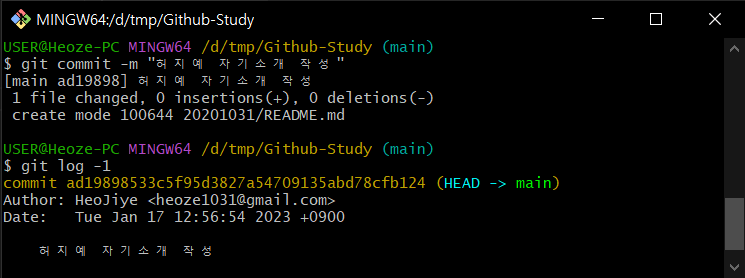 MINGW64:/d/tmp/Github-Study
USER@Heoze-PC MINGW64 /d/tmp/Github-Study (main)
$ git commit -m "허지예 자기소개 작성"
[main ad19898] 허지예 자기소개 작성
 1 file changed, 0 insertions(+), 0 deletions(-)
 create mode 100644 20201031/README.md
USER@Heoze-PC MINGW64 /d/tmp/Github-Study (main)
$ git log -1
commit ad19898533c5f95d3827a54709135abd78cfb124 (HEAD -> main)
Author: HeoJiye <heoze1031@gmail.com>
Date:   Tue Jan 17 12:56:54 2023 +0900
    허지예 자기소개 작성